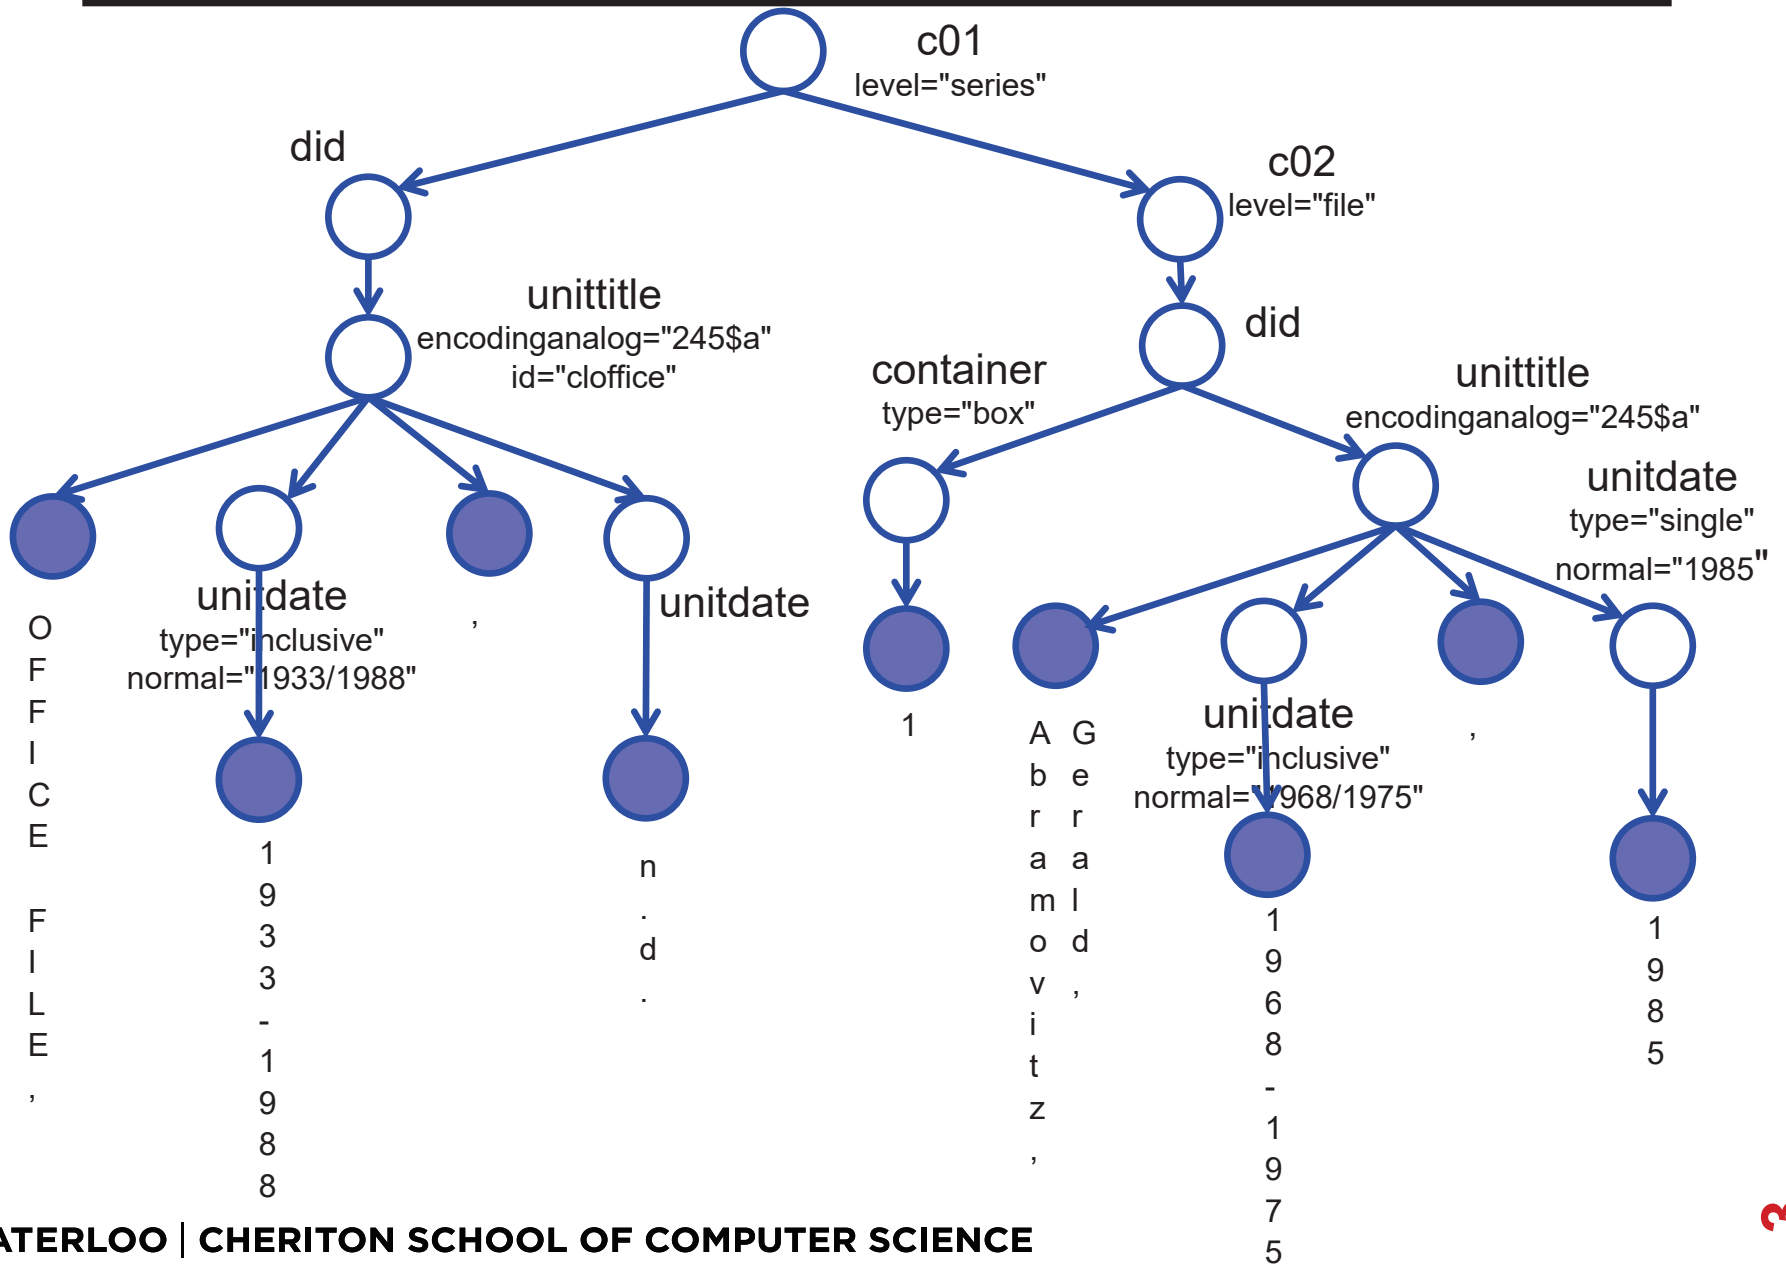 c01
level="series"
did
c02
level="file"
unittitle
encodinganalog="245$a"
id="cloffice"
did
container
type="box"
unittitle
encodinganalog="245$a"
unitdate
type="single"
normal="1985"
unitdate
type="inclusive"
normal="1933/1988"
,
unitdate
OFFICE FILE,
1933-1988
n.d.
1
Abramovitz,
Gerald,
unitdate
type="inclusive"
normal="1968/1975"
,
1968-1975
1985
ATERLOO | CHERITON SCHOOL OF COMPUTER SCIENCE